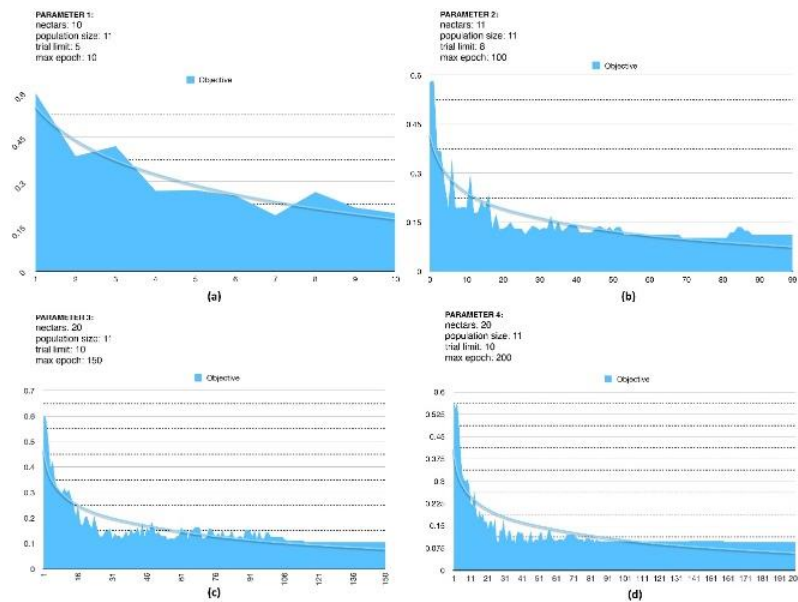 PARAMETER 1:
nectars: 10
population size: 11
trial limit: 5
max epoch: 10
Objective
0.6
0.45
0.3
0.15
0
1 2 3 4 5 6 7 8 9 10
(a)
PARAMETER 2:
nectars: 11
population size: 11
trial limit: 8
max epoch: 100
Objective
0.6
0.45
0.3
0.15
0
0 5 10 20 30 40 50 60 70 80 90 99
(b)
PARAMETER 3:
nectars: 20
population size: 11
trial limit: 10
max epoch: 150
Objective
0.7
0.6
0.5
0.4
0.3
0.2
0.1
0
1 16 31 46 61 76 91 106 121 136 150
(c)
PARAMETER 4:
nectars: 20
population size: 11
trial limit: 10
max epoch: 200
Objective
0.6
0.525
0.45
0.375
0.3
0.225
0.15
0.075
0
1 11 21 31 41 51 61 71 81 91 101 111 121 131 141 151 161 171 181 191 200
(d)